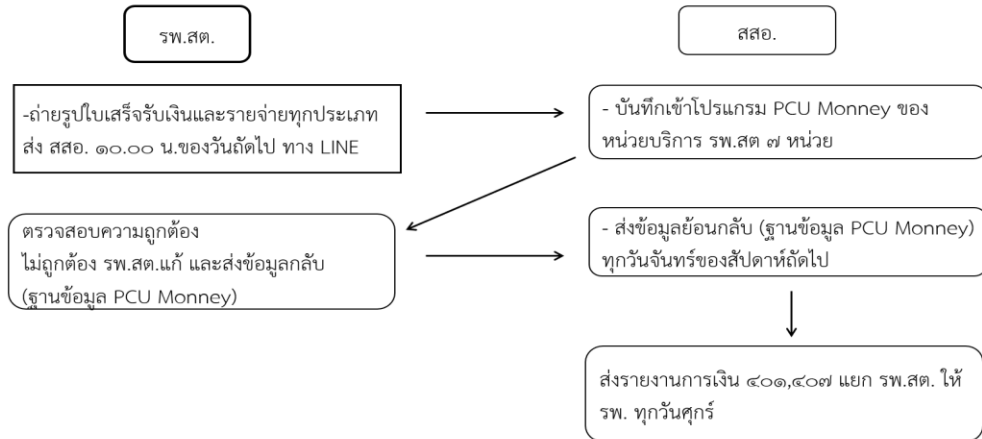 รพ.สต.
สสอ.
-ถ่ายรูปใบเสร็จรับเงินและรายจ่ายทุกประเภท
ส่ง สสอ. ๑๐.๐๐ น.ของวันถัดไป ทาง LINE
- บันทึกเข้าโปรแกรม PCU Monney ของ
หน่วยบริการ รพ.สต ๗ หน่วย
ตรวจสอบความถูกต้อง
ไม่ถูกต้อง รพ.สต.แก้ และส่งข้อมูลกลับ
(ฐานข้อมูล PCU Monney)
- ส่งข้อมูลย้อนกลับ (ฐานข้อมูล PCU Monney)
ทุกวันจันทร์ของสัปดาห์ถัดไป
ส่งรายงานการเงิน ๔๐๑,๔๐๗ แยก รพ.สต. ให้
รพ. ทุกวันศุกร์